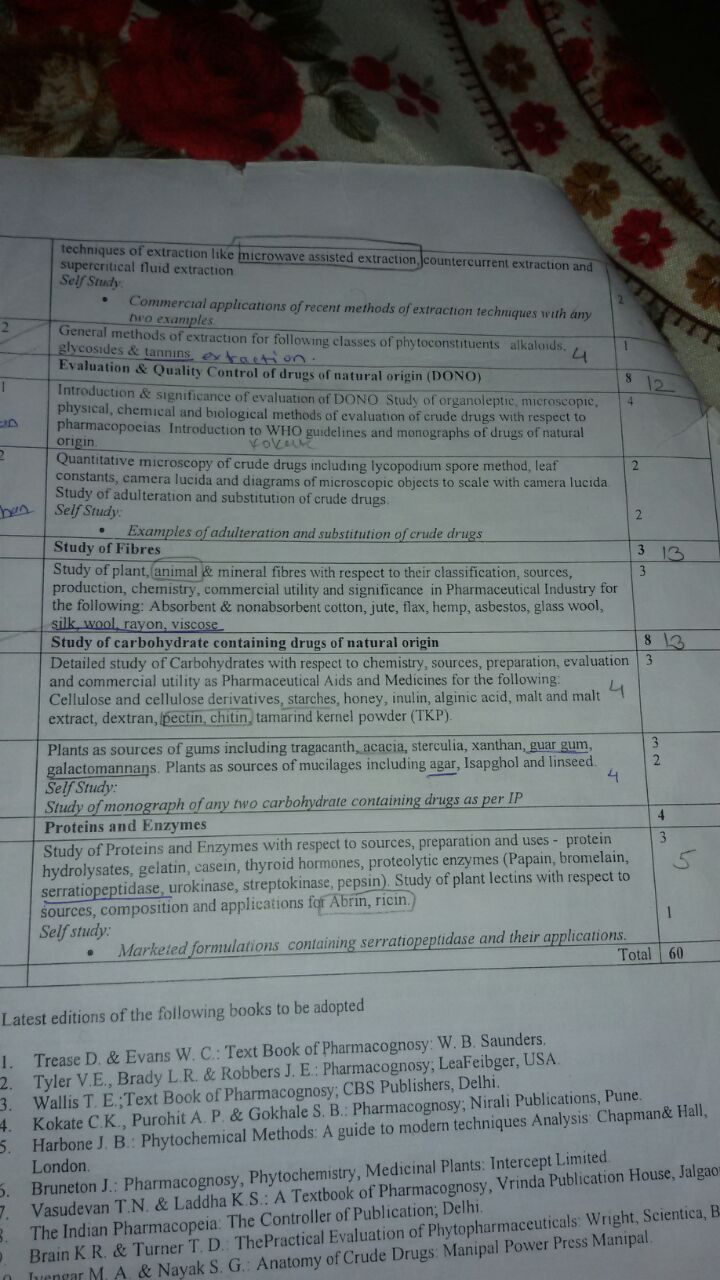 techniques of extraction like microwave assisted extraction, countercurrent extraction and
supercritical fluid extraction.
Self Study:
• Commercial applications of recent methods of extraction techniques with any 2
two examples
2 General methods of extraction for following classes of phytoconstituents alkaloids, 1
glycosides & tannins extraction. 4
Evaluation & Quality Control of drugs of natural origin (DONO) 8 12
1 Introduction & significance of evaluation of DONO Study of organoleptic, microscopic, 4
physical, chemical and biological methods of evaluation of crude drugs with respect to
pharmacopoeias Introduction to WHO guidelines and monographs of drugs of natural
origin.
2 Quantitative microscopy of crude drugs including lycopodium spore method, leaf 2
constants, camera lucida and diagrams of microscopic objects to scale with camera lucida
Study of adulteration and substitution of crude drugs.
Self Study: 2
• Examples of adulteration and substitution of crude drugs
Study of Fibres 3 13
Study of plant, animal & mineral fibres with respect to their classification, sources, 3
production, chemistry, commercial utility and significance in Pharmaceutical Industry for
the following: Absorbent & nonabsorbent cotton, jute, flax, hemp, asbestos, glass wool,
silk, wool, rayon, viscose
Study of carbohydrate containing drugs of natural origin 8 13
Detailed study of Carbohydrates with respect to chemistry, sources, preparation, evaluation 3
and commercial utility as Pharmaceutical Aids and Medicines for the following:
Cellulose and cellulose derivatives, starches, honey, inulin, alginic acid, malt and malt 4
extract, dextran, pectin, chitin, tamarind kernel powder (TKP).
Plants as sources of gums including tragacanth, acacia, sterculia, xanthan, guar gum, 3
galactomannans. Plants as sources of mucilages including agar, Isapghol and linseed. 2
Self Study: 4
Study of monograph of any two carbohydrate containing drugs as per IP
Proteins and Enzymes 4
Study of Proteins and Enzymes with respect to sources, preparation and uses - protein 3
hydrolysates, gelatin, casein, thyroid hormones, proteolytic enzymes (Papain, bromelain, 5
serratiopeptidase, urokinase, streptokinase, pepsin). Study of plant lectins with respect to
sources, composition and applications for Abrin, ricin.
Self study: 1
• Marketed formulations containing serratiopeptidase and their applications.
Total 60
Latest editions of the following books to be adopted
1. Trease D. & Evans W. C.: Text Book of Pharmacognosy: W. B. Saunders.
2. Tyler V.E., Brady L.R. & Robbers J. E.: Pharmacognosy; LeaFeibger, USA.
3. Wallis T. E.;Text Book of Pharmacognosy; CBS Publishers, Delhi.
4. Kokate C.K., Purohit A. P. & Gokhale S. B.: Pharmacognosy; Nirali Publications, Pune.
5. Harbone J. B.: Phytochemical Methods: A guide to modern techniques Analysis: Chapman& Hall,
London.
6. Bruneton J.: Pharmacognosy, Phytochemistry, Medicinal Plants: Intercept Limited.
7. Vasudevan T.N. & Laddha K.S.: A Textbook of Pharmacognosy, Vrinda Publication House, Jalgao
8. The Indian Pharmacopeia: The Controller of Publication; Delhi.
Brain K.R. & Turner T. D.: ThePractical Evaluation of Phytopharmaceuticals: Wright, Scientica, B
Iyengar M. A. & Nayak S. G.: Anatomy of Crude Drugs: Manipal Power Press Manipal.